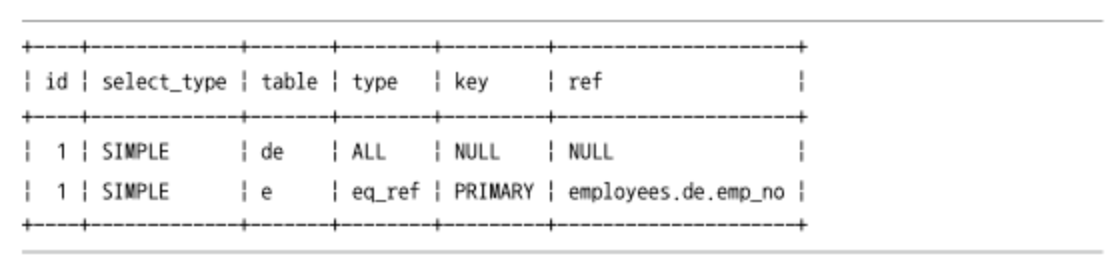 +----+-------------+-------+--------+---------+---------------------+
| id | select_type | table | type   | key     | ref                 |
+----+-------------+-------+--------+---------+---------------------+
|  1 | SIMPLE      | de    | ALL    | NULL    | NULL                |
|  1 | SIMPLE      | e     | eq_ref | PRIMARY | employees.de.emp_no |
+----+-------------+-------+--------+---------+---------------------+